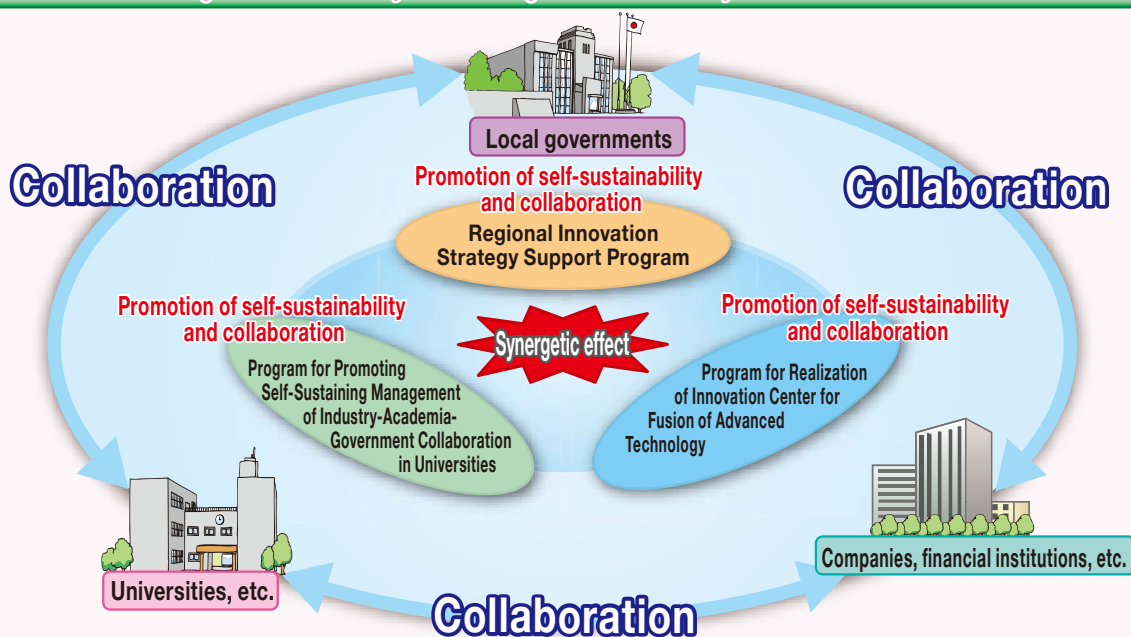 Local governments
Collaboration
Collaboration
Promotion of self-sustainability
and collaboration
Regional Innovation
Strategy Support Program
Promotion of self-sustainability
and collaboration
Promotion of self-sustainability
and collaboration
Synergetic effect
Program for Promoting
Self-Sustaining Management
of Industry-Academia-
Government Collaboration
in Universities
Program for Realization
of Innovation Center for
Fusion of Advanced
Technology
Universities, etc.
Companies, financial institutions, etc.
Collaboration